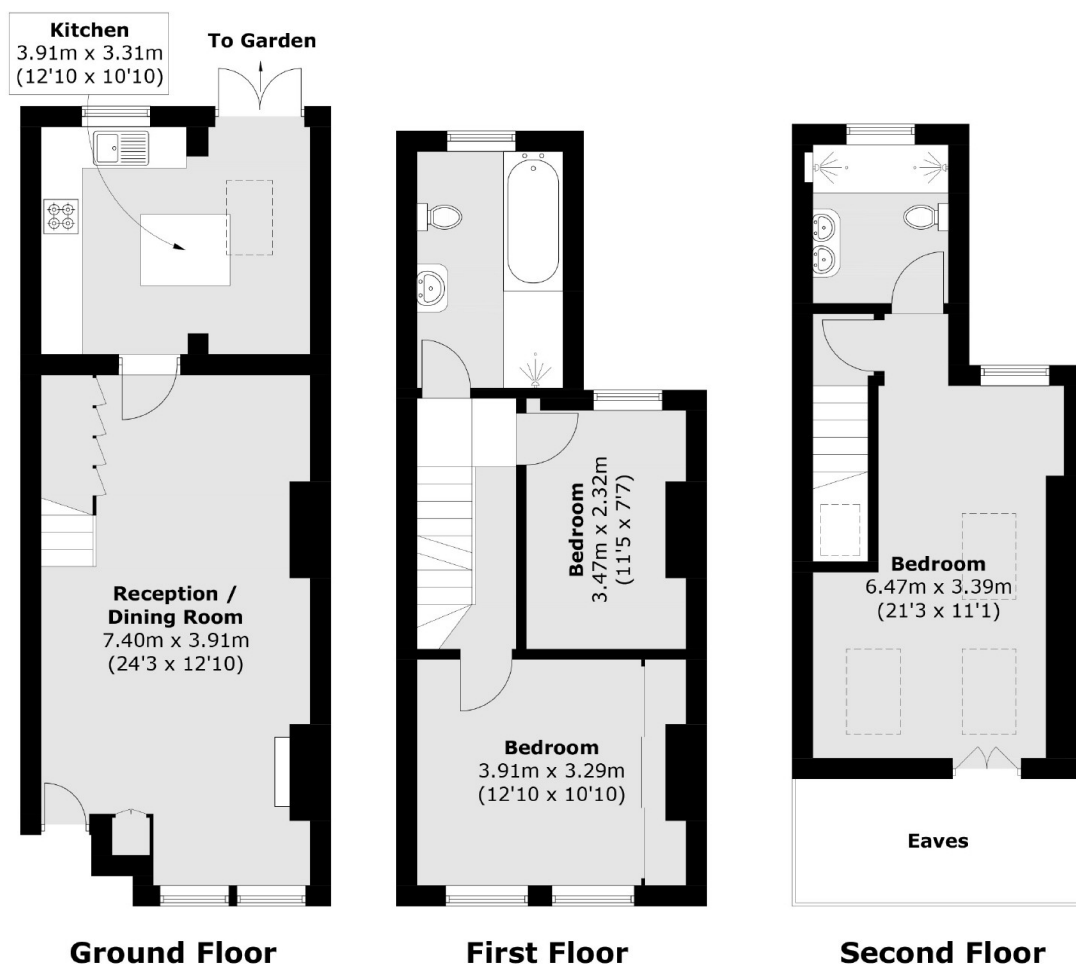 Kitchen
3.91m x 3.31m
(12'10 x 10'10)
To Garden
Reception /
Dining Room
7.40m x 3.91m
(24'3 x 12'10)
Bedroom
3.47m x 2.32m
(11'5 x 7'7)
Bedroom
3.91m x 3.29m
(12'10 x 10'10)
Bedroom
6.47m x 3.39m
(21'3 x 11'1)
Eaves
Ground Floor
First Floor
Second Floor